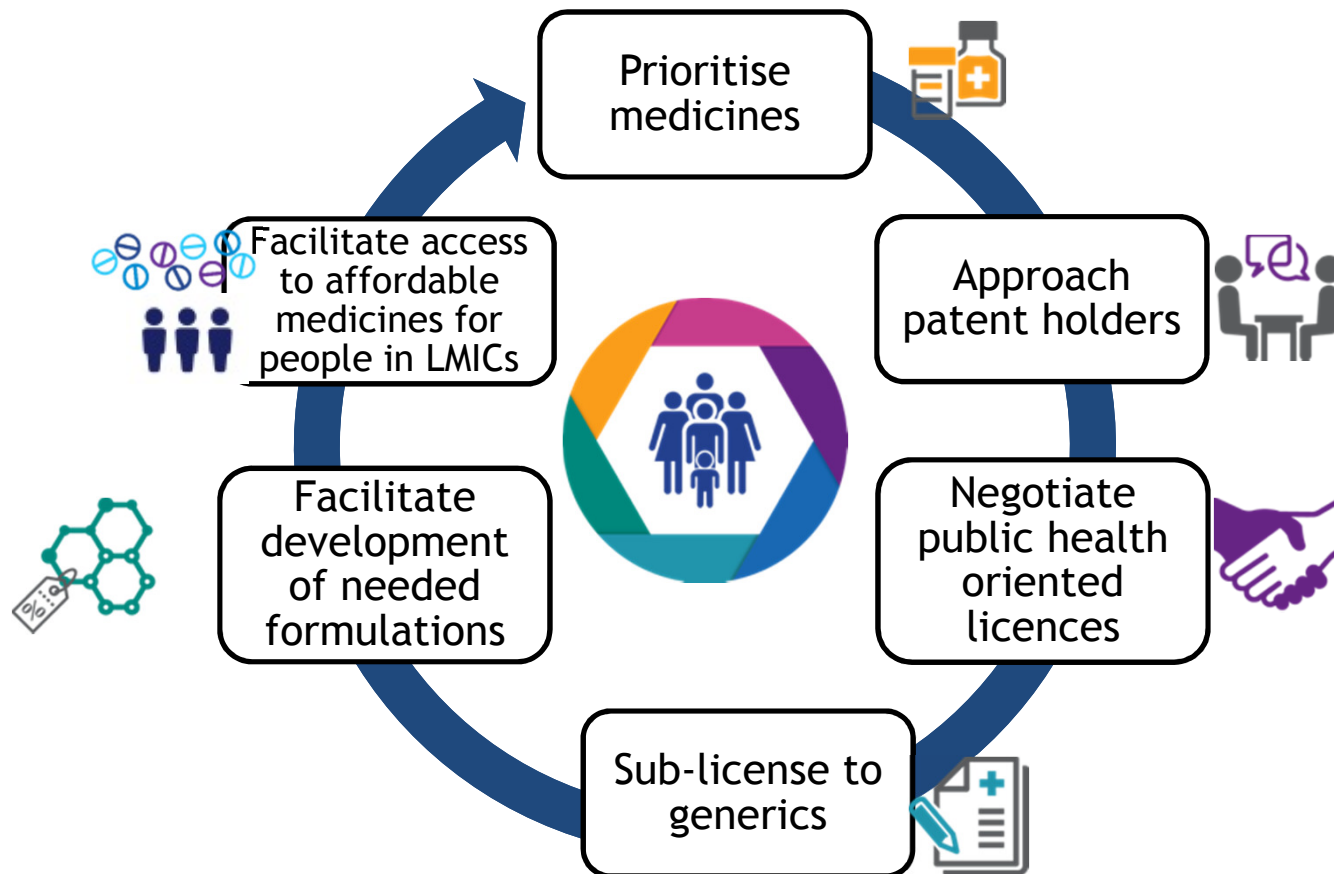 Prioritise
medicines
Approach
patent holders
Negotiate
public health
oriented
licences
Sub-license to
generics
Facilitate
development
of needed
formulations
%
Facilitate access
to affordable
medicines for
people in LMICs